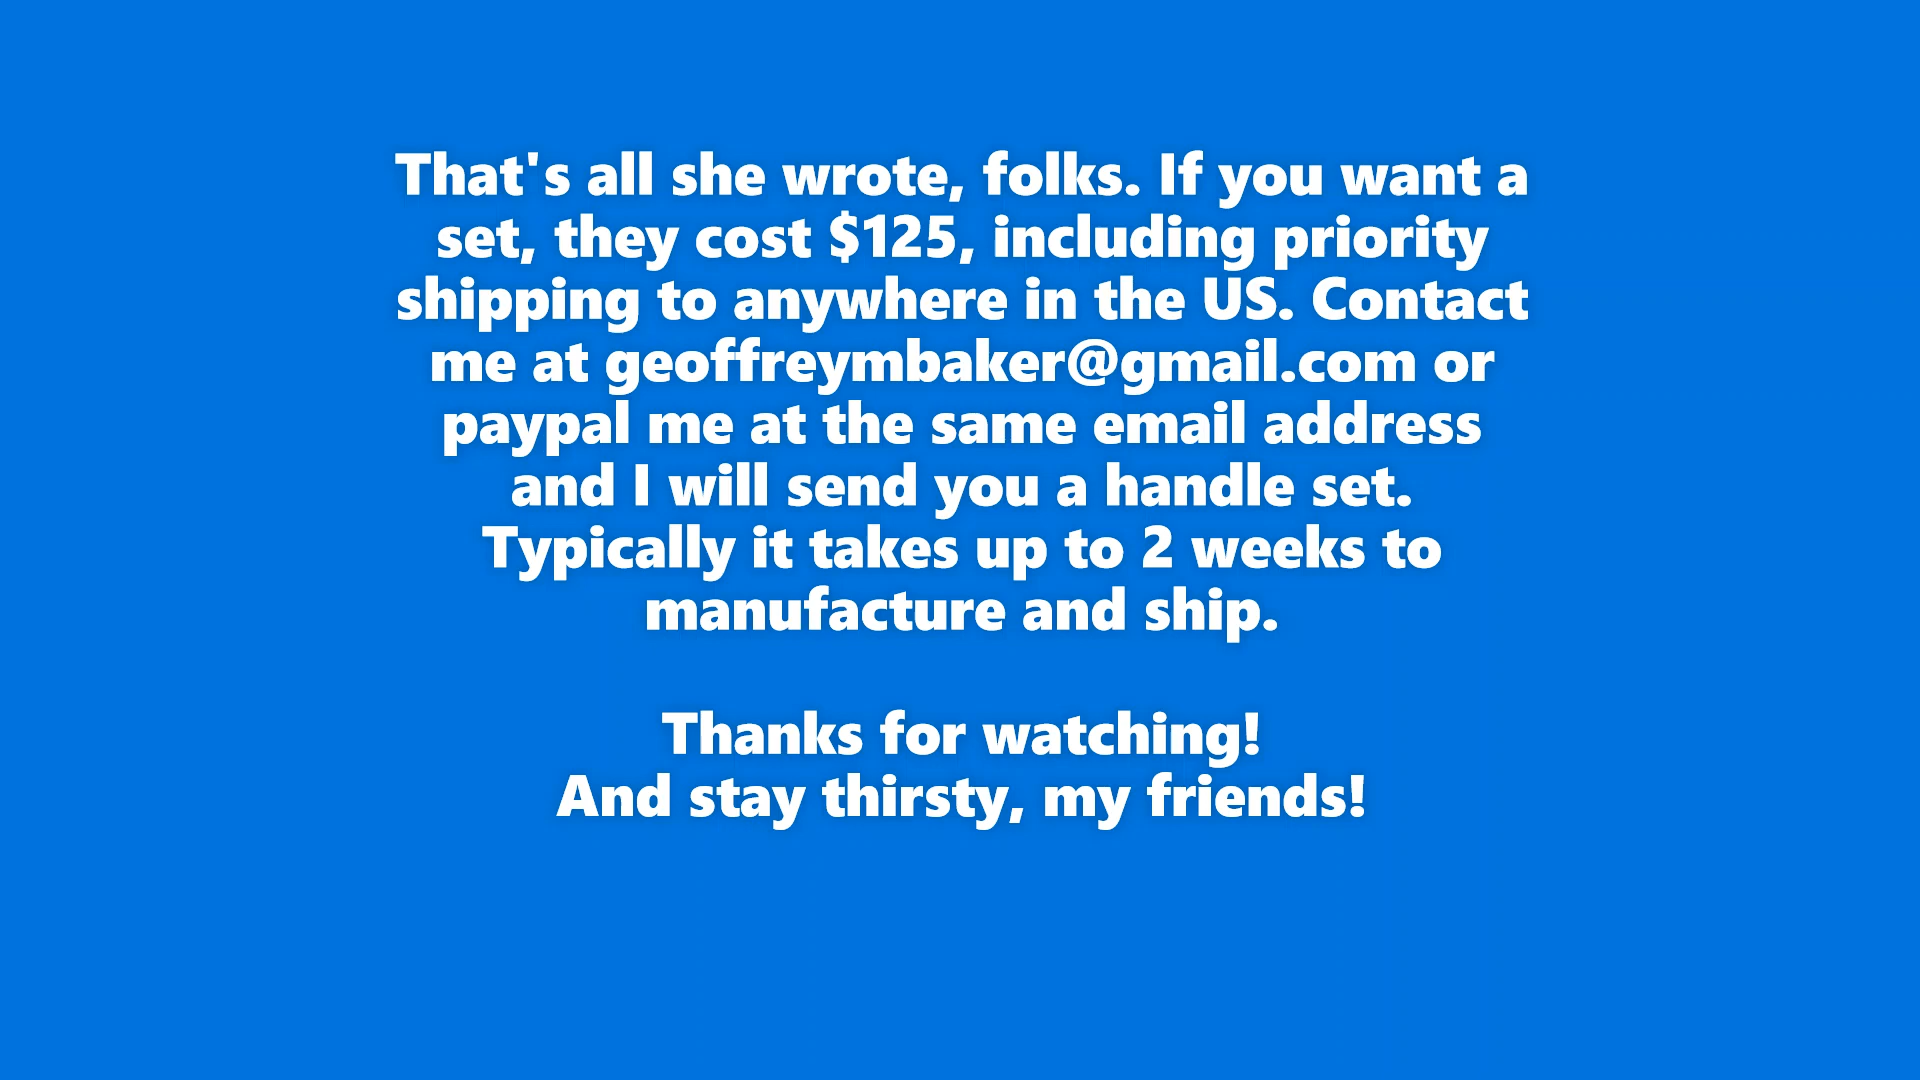 That's all she wrote, folks. If you want a
set, they cost $125, including priority
shipping to anywhere in the US. Contact
me at geoffreymbaker@gmail.com or
paypal me at the same email address
and I will send you a handle set.
Typically it takes up to 2 weeks to
manufacture and ship.
Thanks for watching!
And stay thirsty, my friends!